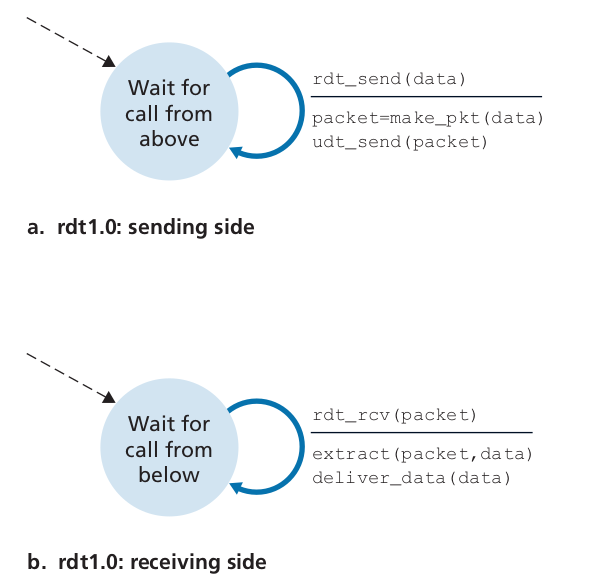 Wait for
call from
above
rdt_send(data)
packet=make_pkt(data)
udt_send(packet)
a. rdt1.0: sending side
Wait for
call from
below
rdt_rcv(packet)
extract(packet,data)
deliver_data(data)
b. rdt1.0: receiving side